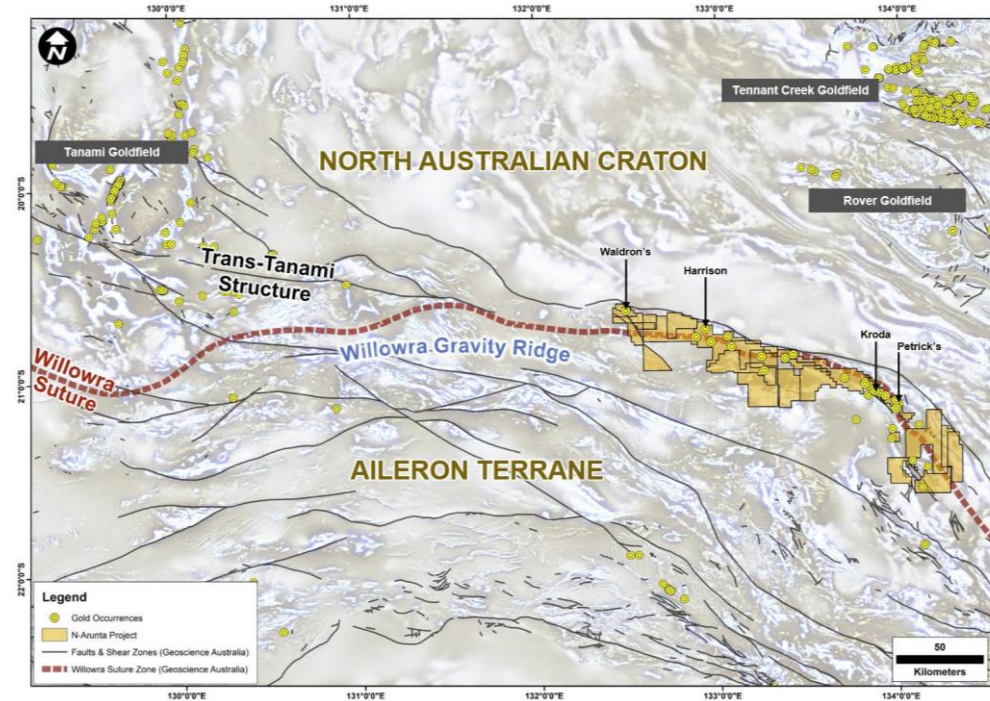 130°0'0"E
131°0'0"E
132°0'0"E
133°0'0"E
134°0'0"E
N
Tennant Creek Goldfield
Tanami Goldfield
NORTH AUSTRALIAN CRATON
20°0'0"S
Rover Goldfield
Trans-Tanami
Structure
Waldron's
Harrison
Willowra Gravity Ridge
Kroda
Petrick's
Willowra
Suture
21°0'0"S
AILERON TERRANE
22°0'0"S
Legend
Gold Occurrences
N-Arunta Project
Faults & Shear Zones (Geoscience Australia)
Willowra Suture Zone (Geoscience Australia)
50
Kilometers
130°0'0"E
131°0'0"E
132°0'0"E
133°0'0"E
134°0'0"E